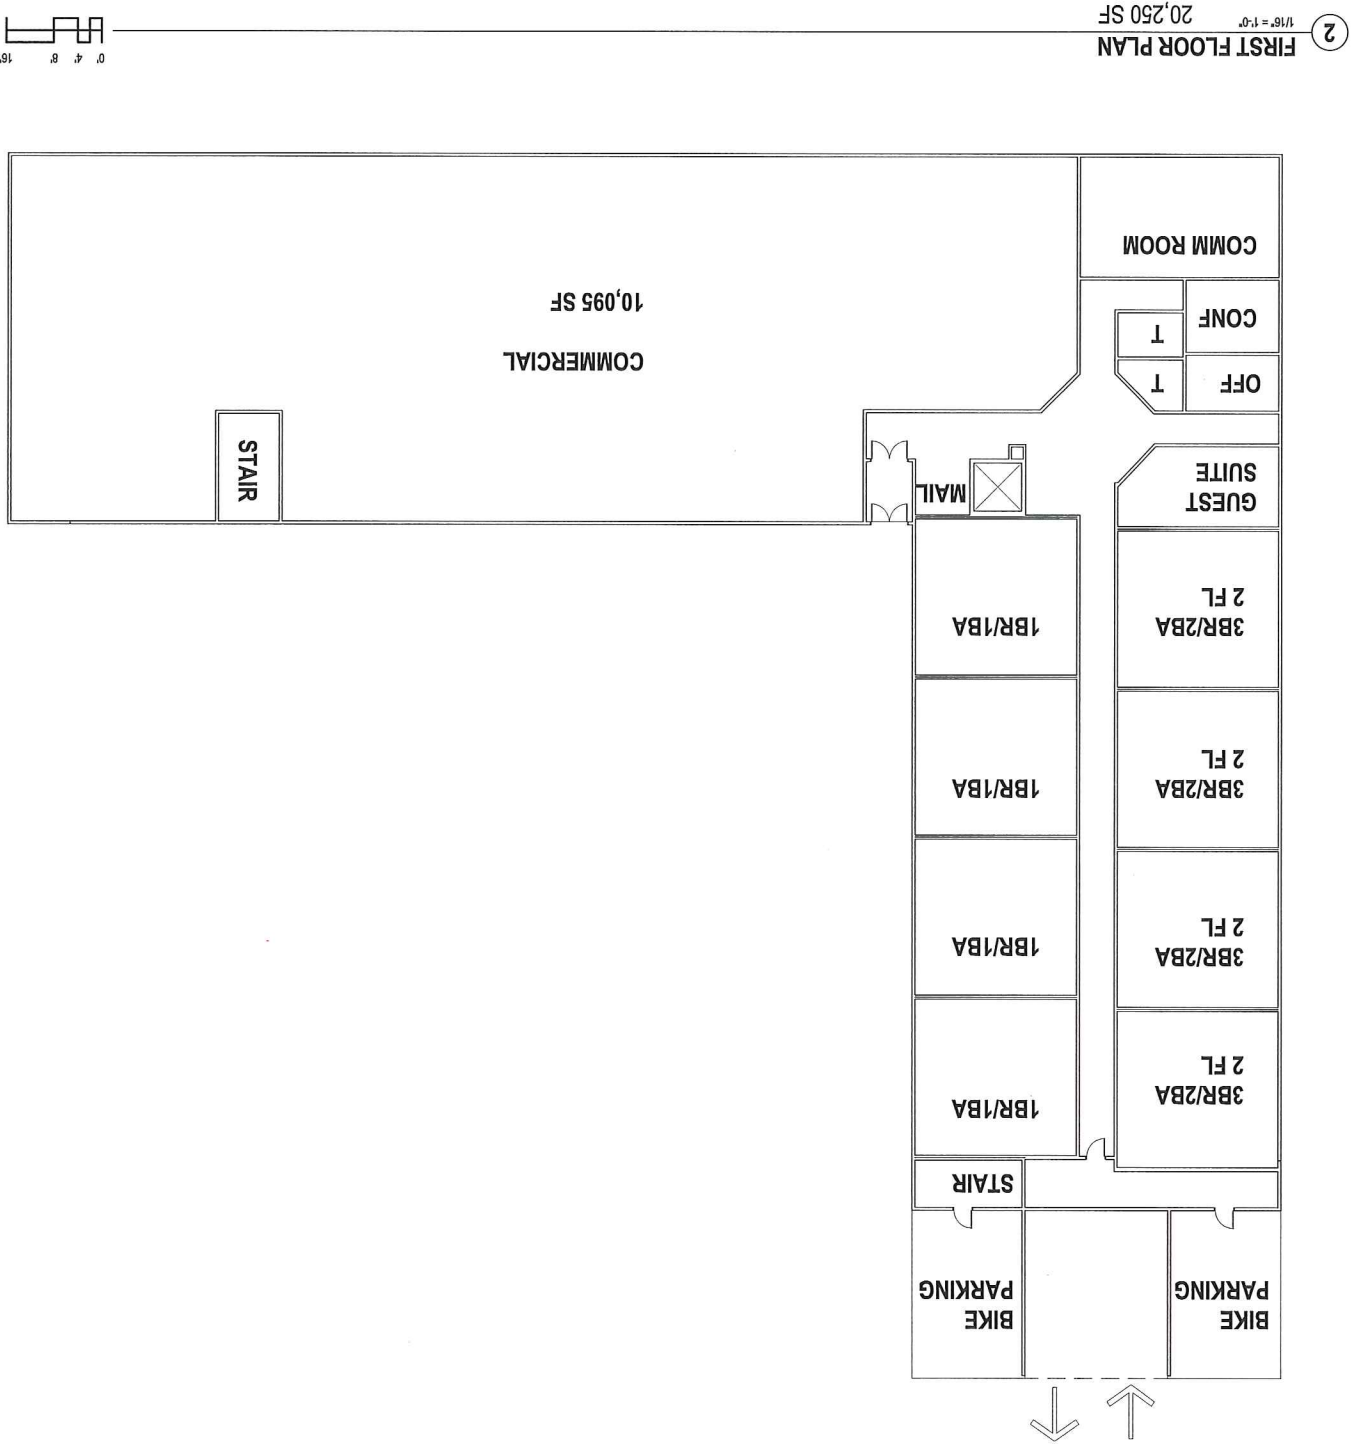 BIKE
PARKING
BIKE
PARKING
STAIR
3BR/2BA
2 FL
1BR/1BA
3BR/2BA
2 FL
1BR/1BA
3BR/2BA
2 FL
1BR/1BA
3BR/2BA
2 FL
1BR/1BA
GUEST
SUITE
MAIL
STAIR
OFF
T
CONF
T
COMMERCIAL
10,095 SF
COMM ROOM
2
FIRST FLOOR PLAN
1/16" = 1'-0"
20,250 SF
0' 4' 8' 16'